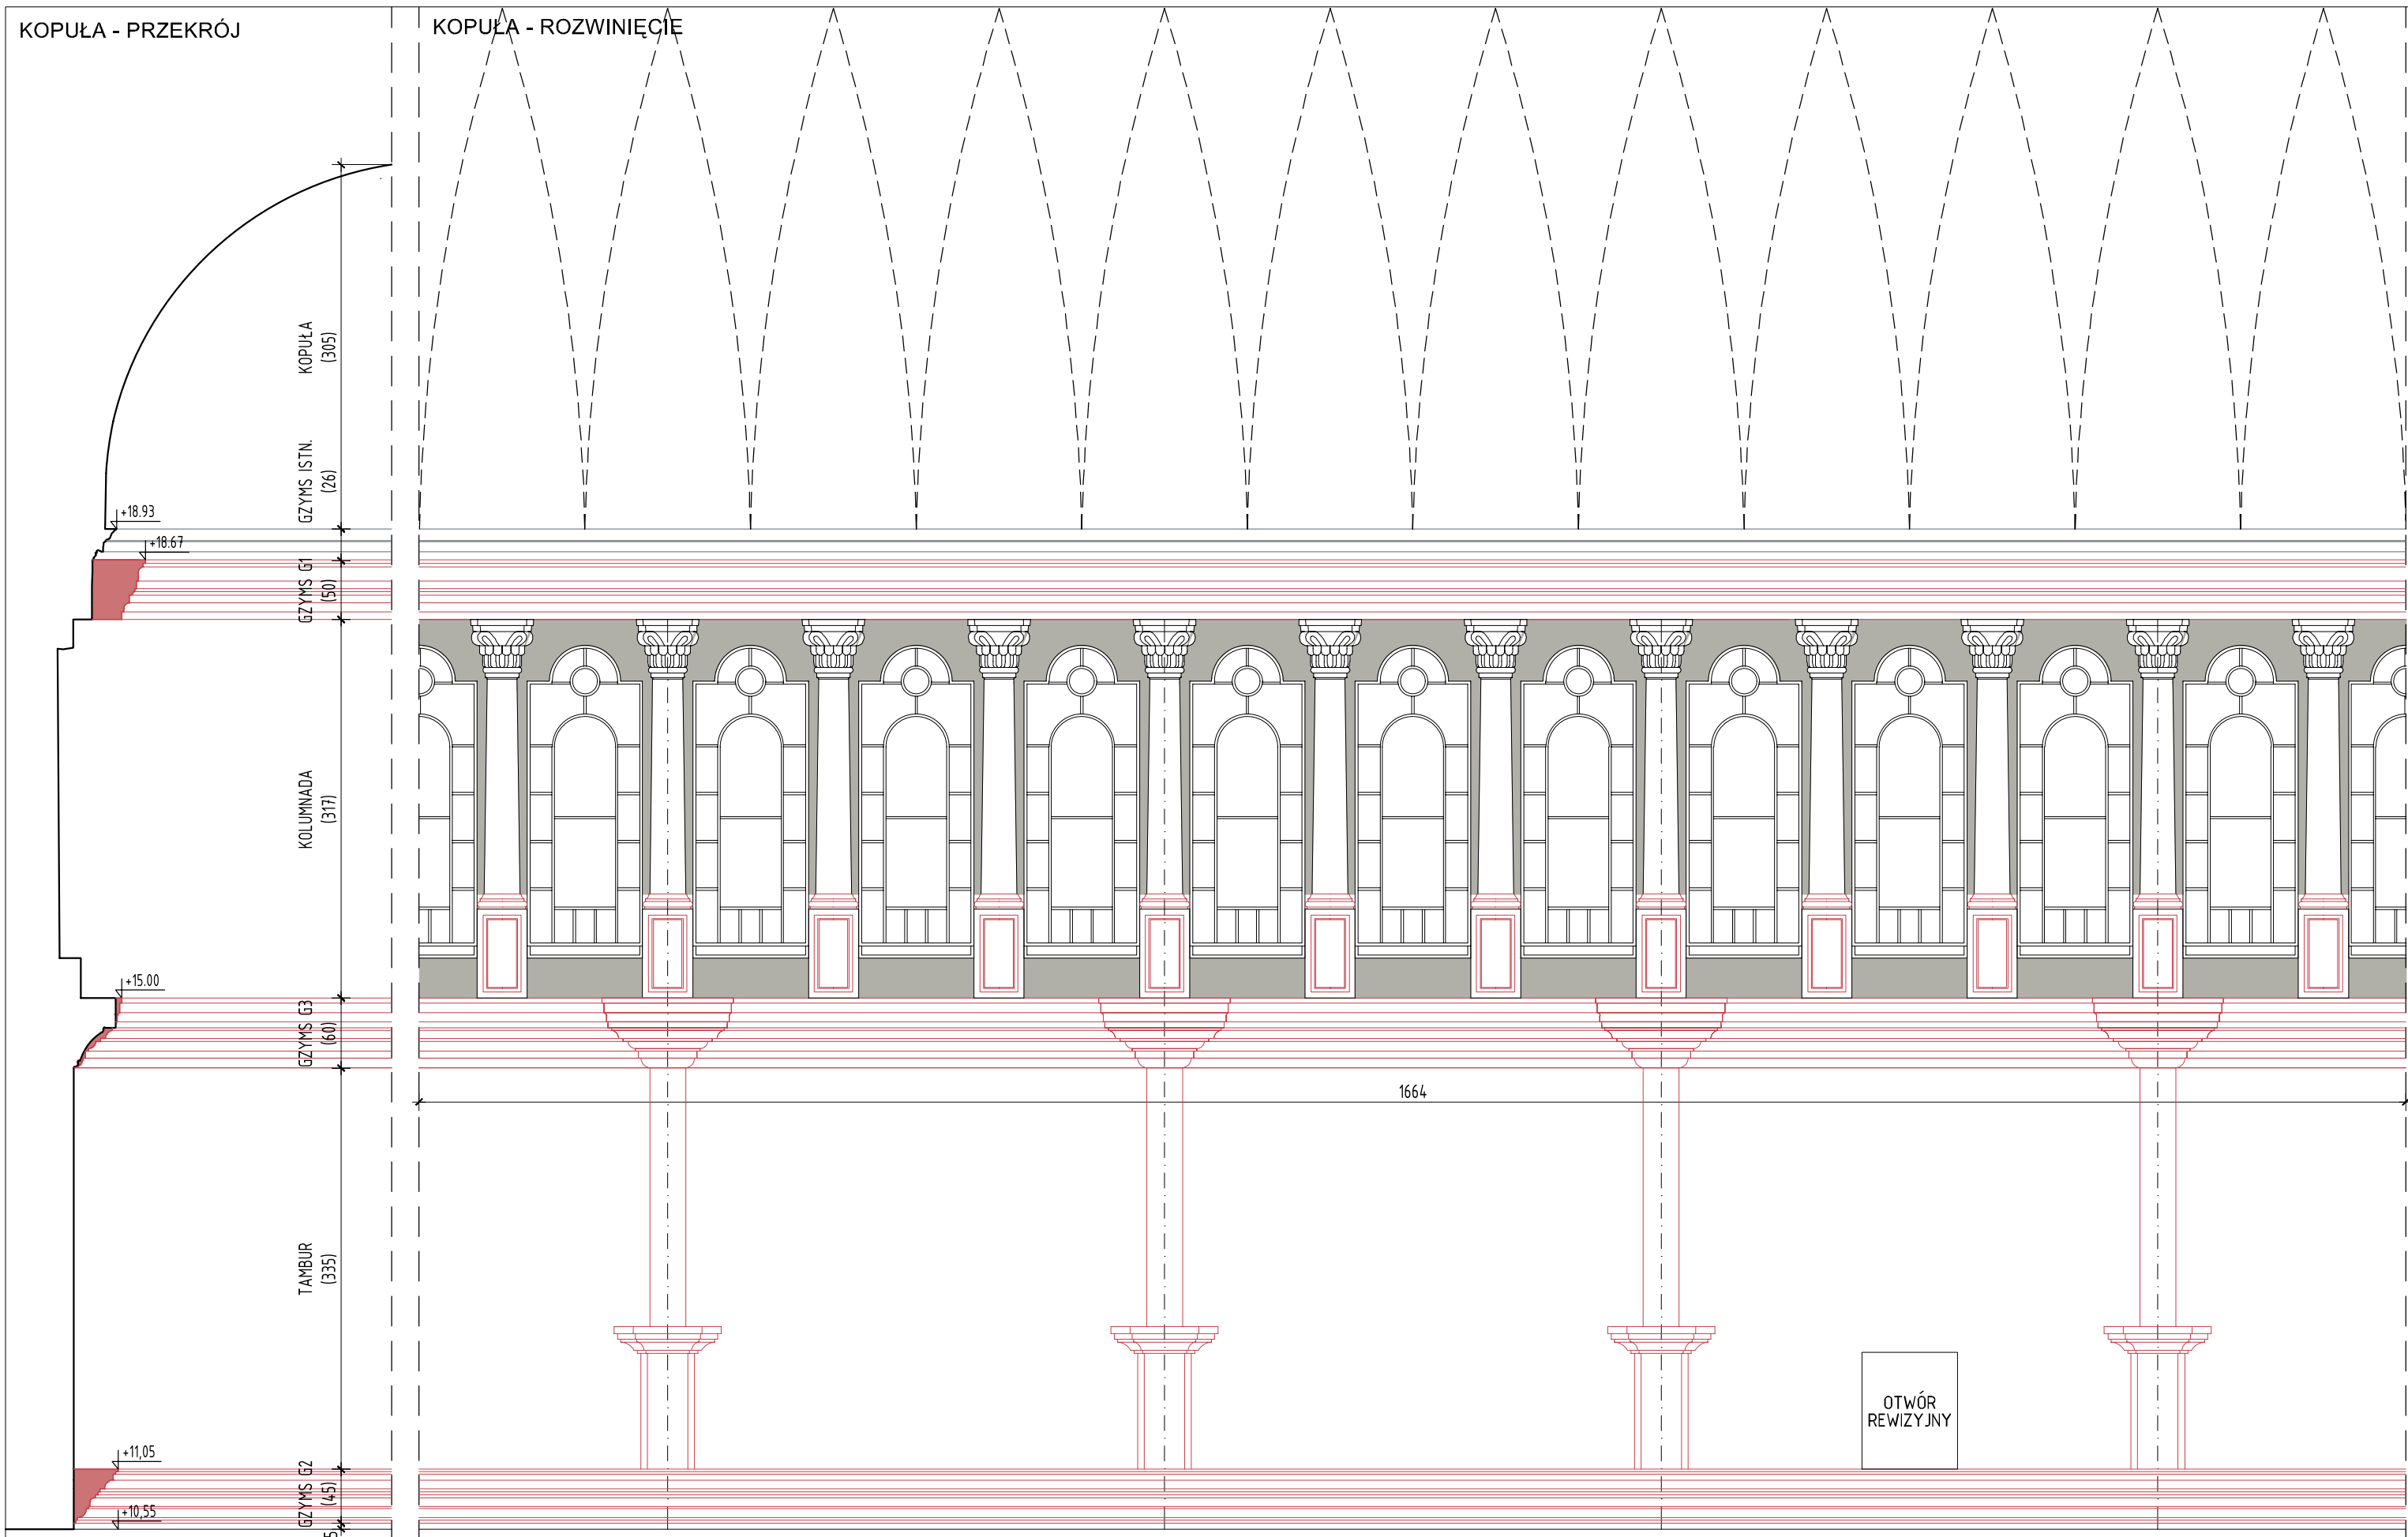 KOPUŁA - PRZEKRÓJ
KOPUŁA - ROZWINIĘCIE
KOPUŁA
(305)
GZYMS ISTN.
(26)
+18.93
+18.67
GZYMS G1
(50)
KOLUMNADA
(317)
+15.00
GZYMS G3
(60)
1664
TAMBUR
(335)
OTWÓR
REWIZYJNY
+11,05
GZYMS G2
(45)
+10,55
5